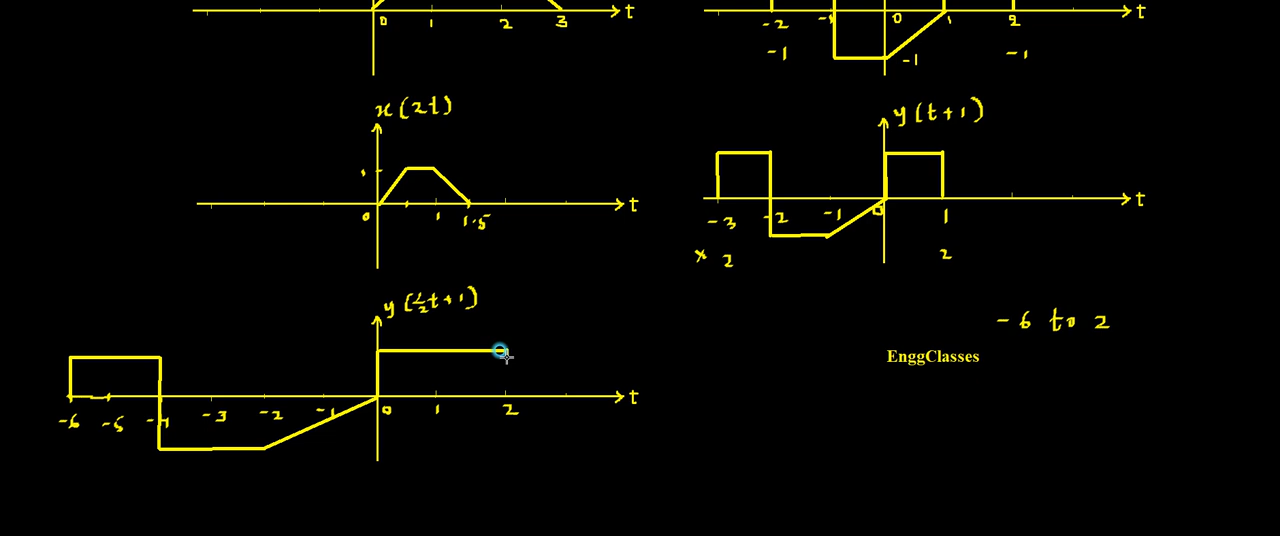 0 1 2 3 t
-2 -1 0 1 2 t
-1 -1 -1
x(2t)
1
0 1 1.5 t
y(t+1)
-3 -2 -1 0 1 t
× 2 2
y(½t+1)
-6 -5 -4 -3 -2 -1 0 1 2 t
-6 to 2
EnggClasses